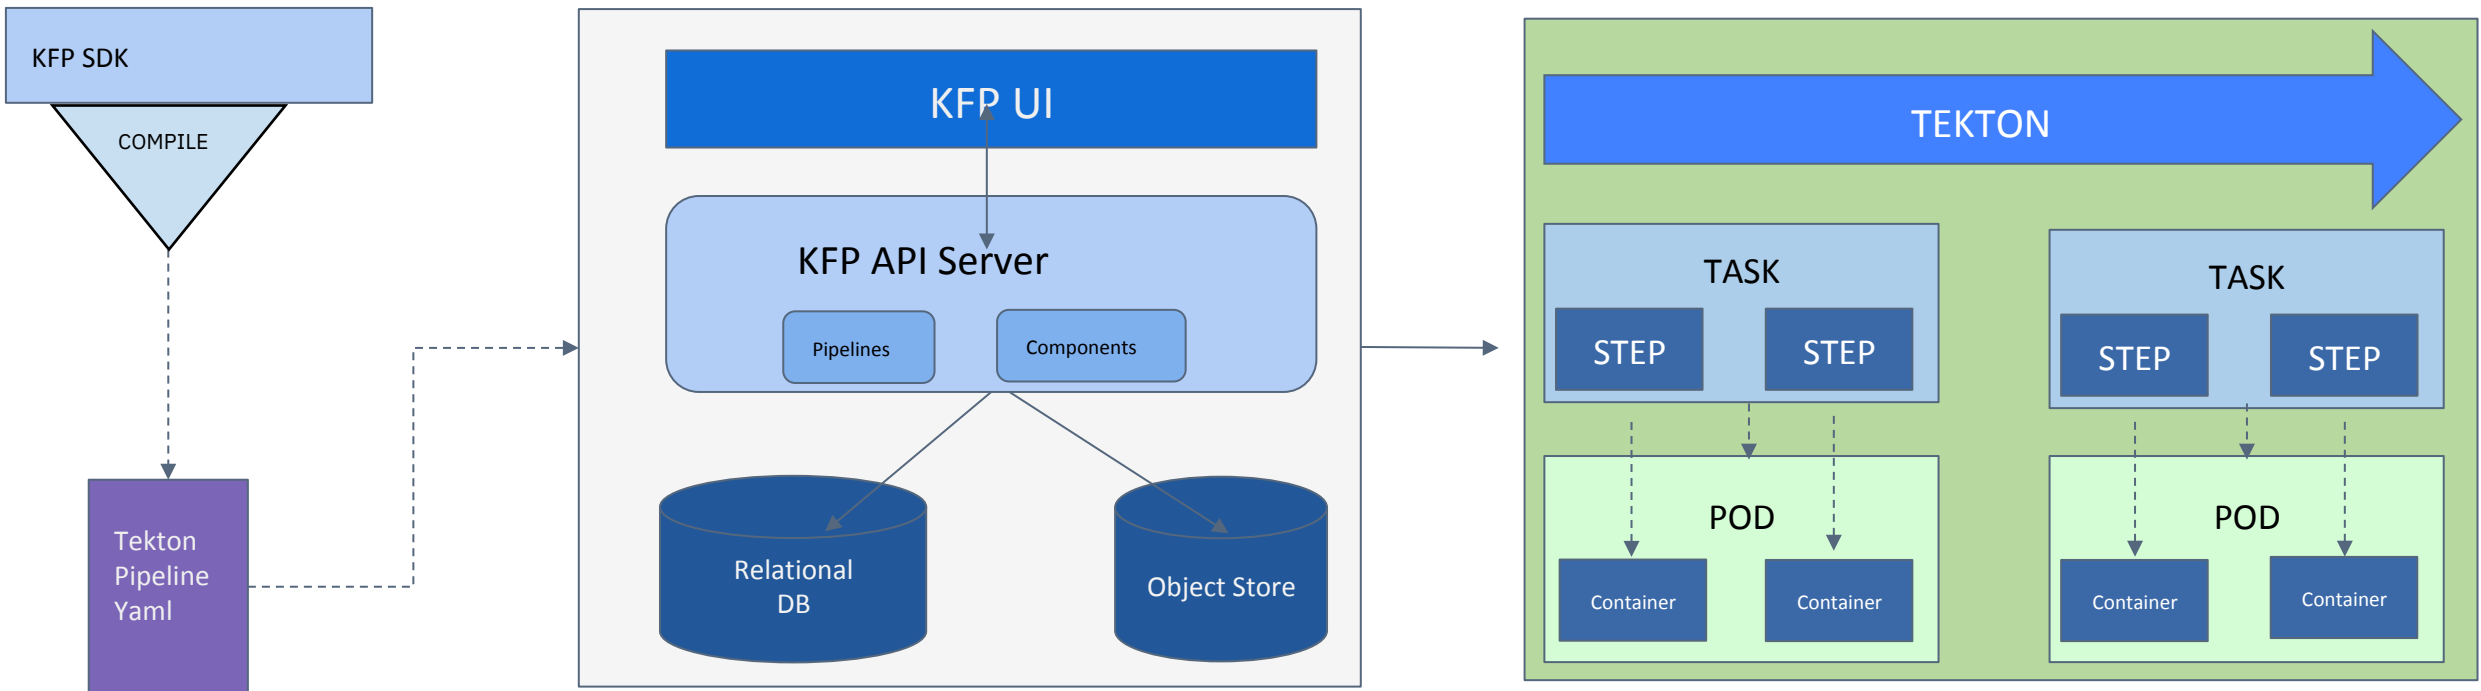 KFP SDK
COMPILE
Tekton
Pipeline
Yaml
KFP UI
KFP API Server
Pipelines
Components
Relational
DB
Object Store
TEKTON
TASK
STEP
STEP
POD
Container
Container
TASK
STEP
STEP
POD
Container
Container